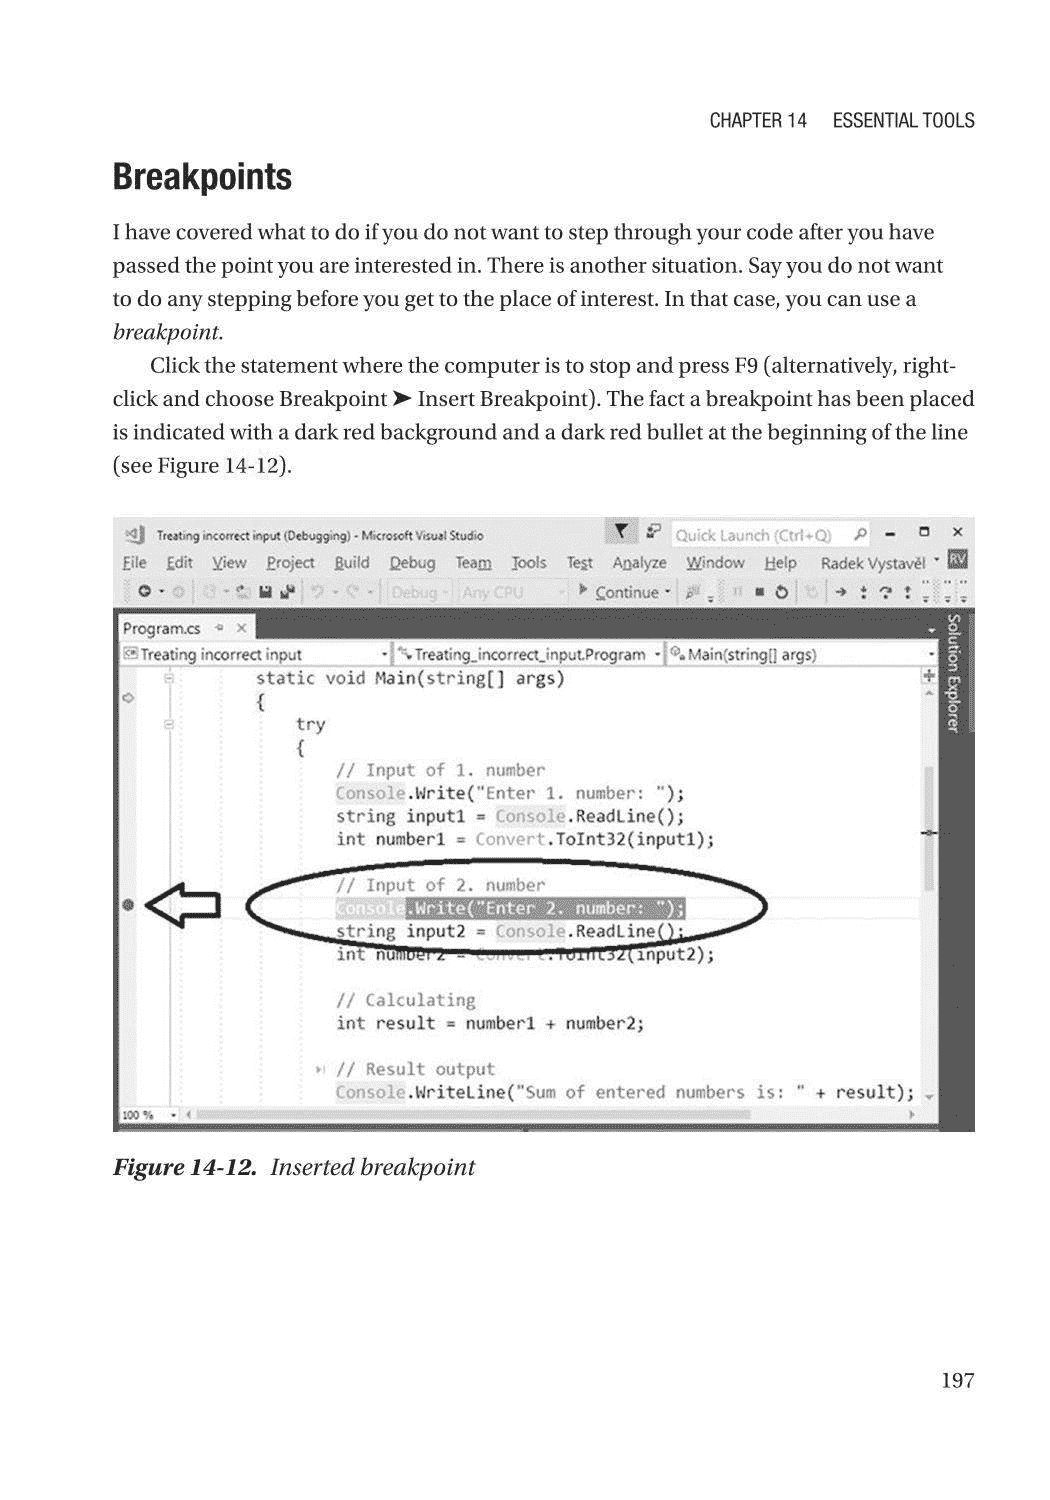 CHAPTER 14 ESSENTIAL TOOLS
Breakpoints
I have covered what to do if you do not want to step through your code after you have
passed the point you are interested in. There is another situation. Say you do not want
to do any stepping before you get to the place of interest. In that case, you can use a
breakpoint.
Click the statement where the computer is to stop and press F9 (alternatively, right-
click and choose Breakpoint ➤ Insert Breakpoint). The fact a breakpoint has been placed
is indicated with a dark red background and a dark red bullet at the beginning of the line
(see Figure 14-12).
Treating incorrect input (Debugging) - Microsoft Visual Studio Quick Launch (Ctrl+Q)
File Edit View Project Build Debug Team Tools Test Analyze Window Help Radek Vystavěl RV
Debug Any CPU Continue
Program.cs
Solution Explorer
Treating incorrect input Treating_incorrect_input.Program Main(string[] args)
static void Main(string[] args)
{
try
{
// Input of 1. number
Console.Write("Enter 1. number: ");
string input1 = Console.ReadLine();
int number1 = Convert.ToInt32(input1);
// Input of 2. number
Console.Write("Enter 2. number: ");
string input2 = Console.ReadLine();
int number2 = Convert.ToInt32(input2);
// Calculating
int result = number1 + number2;
// Result output
Console.WriteLine("Sum of entered numbers is: " + result);
100 %
Figure 14-12. Inserted breakpoint
197